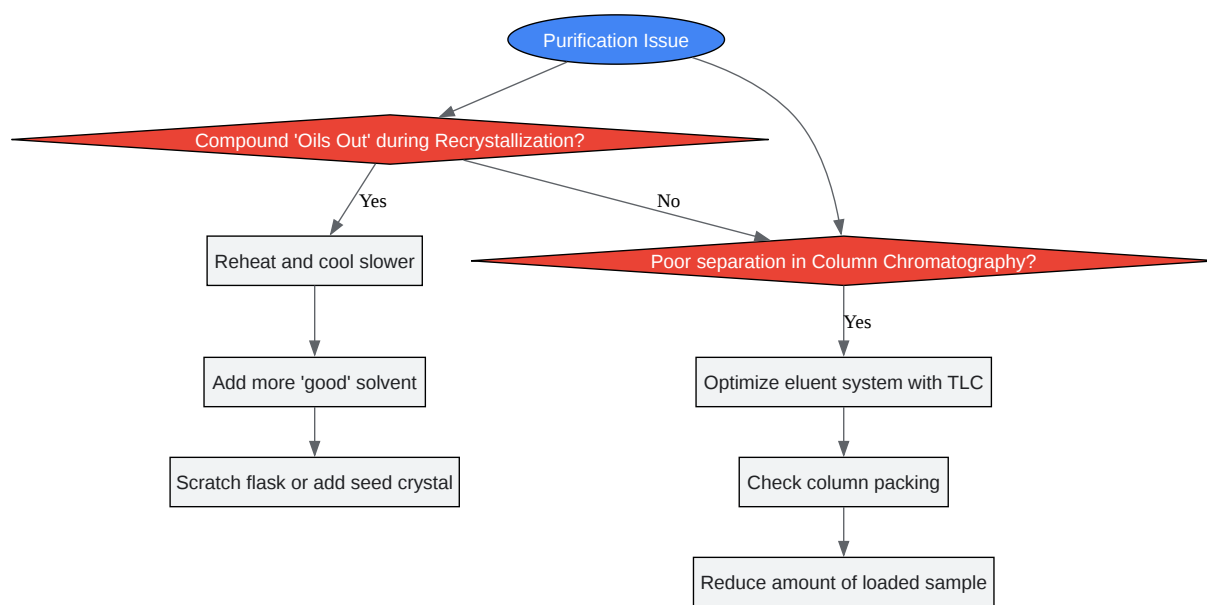 Purification Issue
Compound 'Oils Out' during Recrystallization?
Yes
No
Reheat and cool slower
Poor separation in Column Chromatography?
Yes
Add more 'good' solvent
Optimize eluent system with TLC
Scratch flask or add seed crystal
Check column packing
Reduce amount of loaded sample